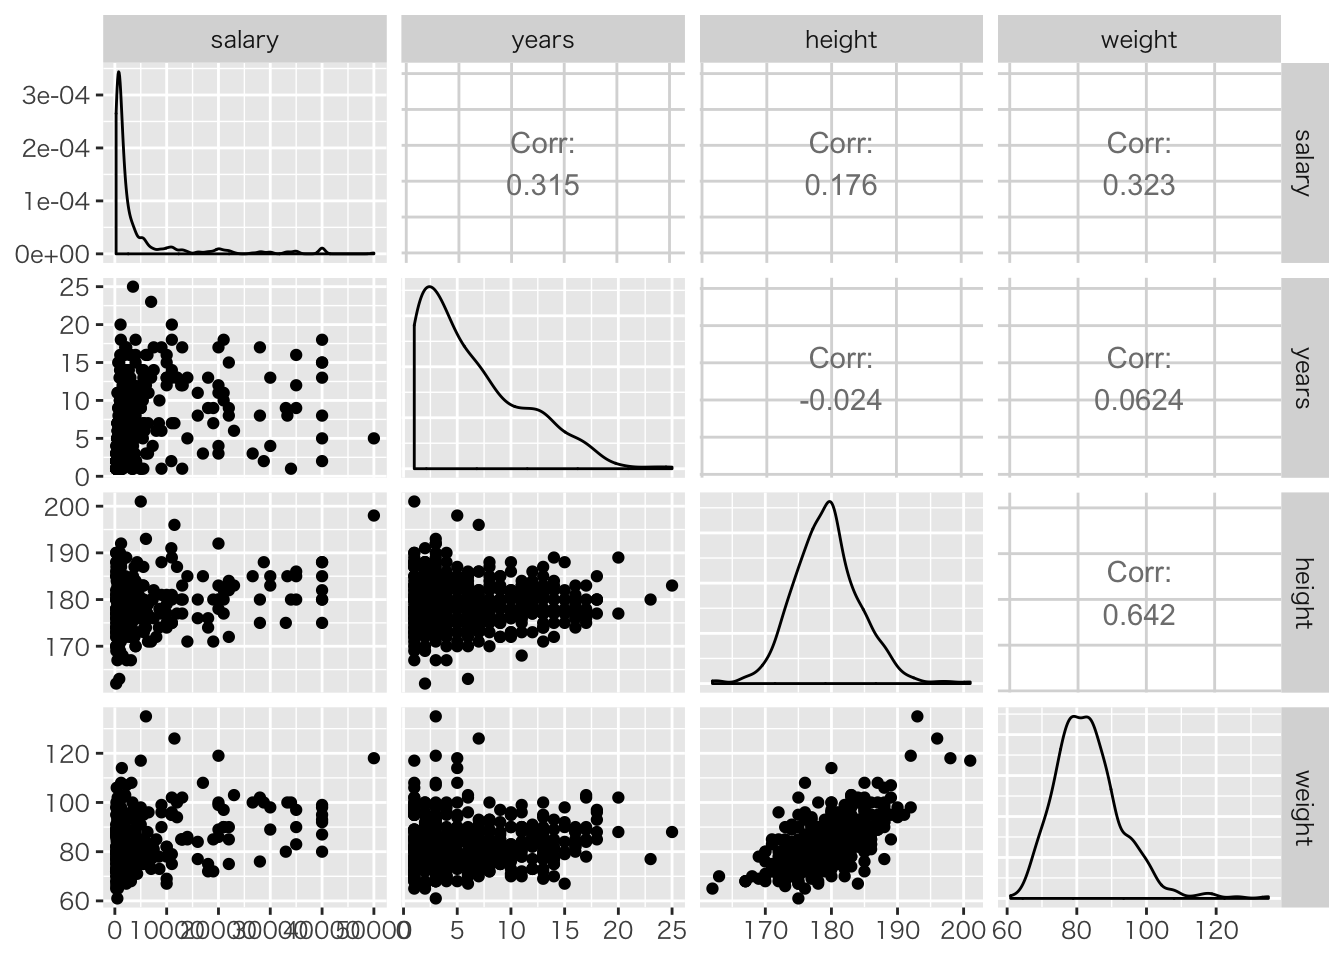 salary years height weight
3e-04
2e-04
1e-04
0e+00
Corr:
0.315
Corr:
0.176
Corr:
0.323
salary
25
20
15
10
5
0
Corr:
-0.024
Corr:
0.0624
years
200
190
180
170
Corr:
0.642
height
120
100
80
60
weight
0 10000 20000 30000 40000 50000
0 5 10 15 20 25
170 180 190 200
60 80 100 120